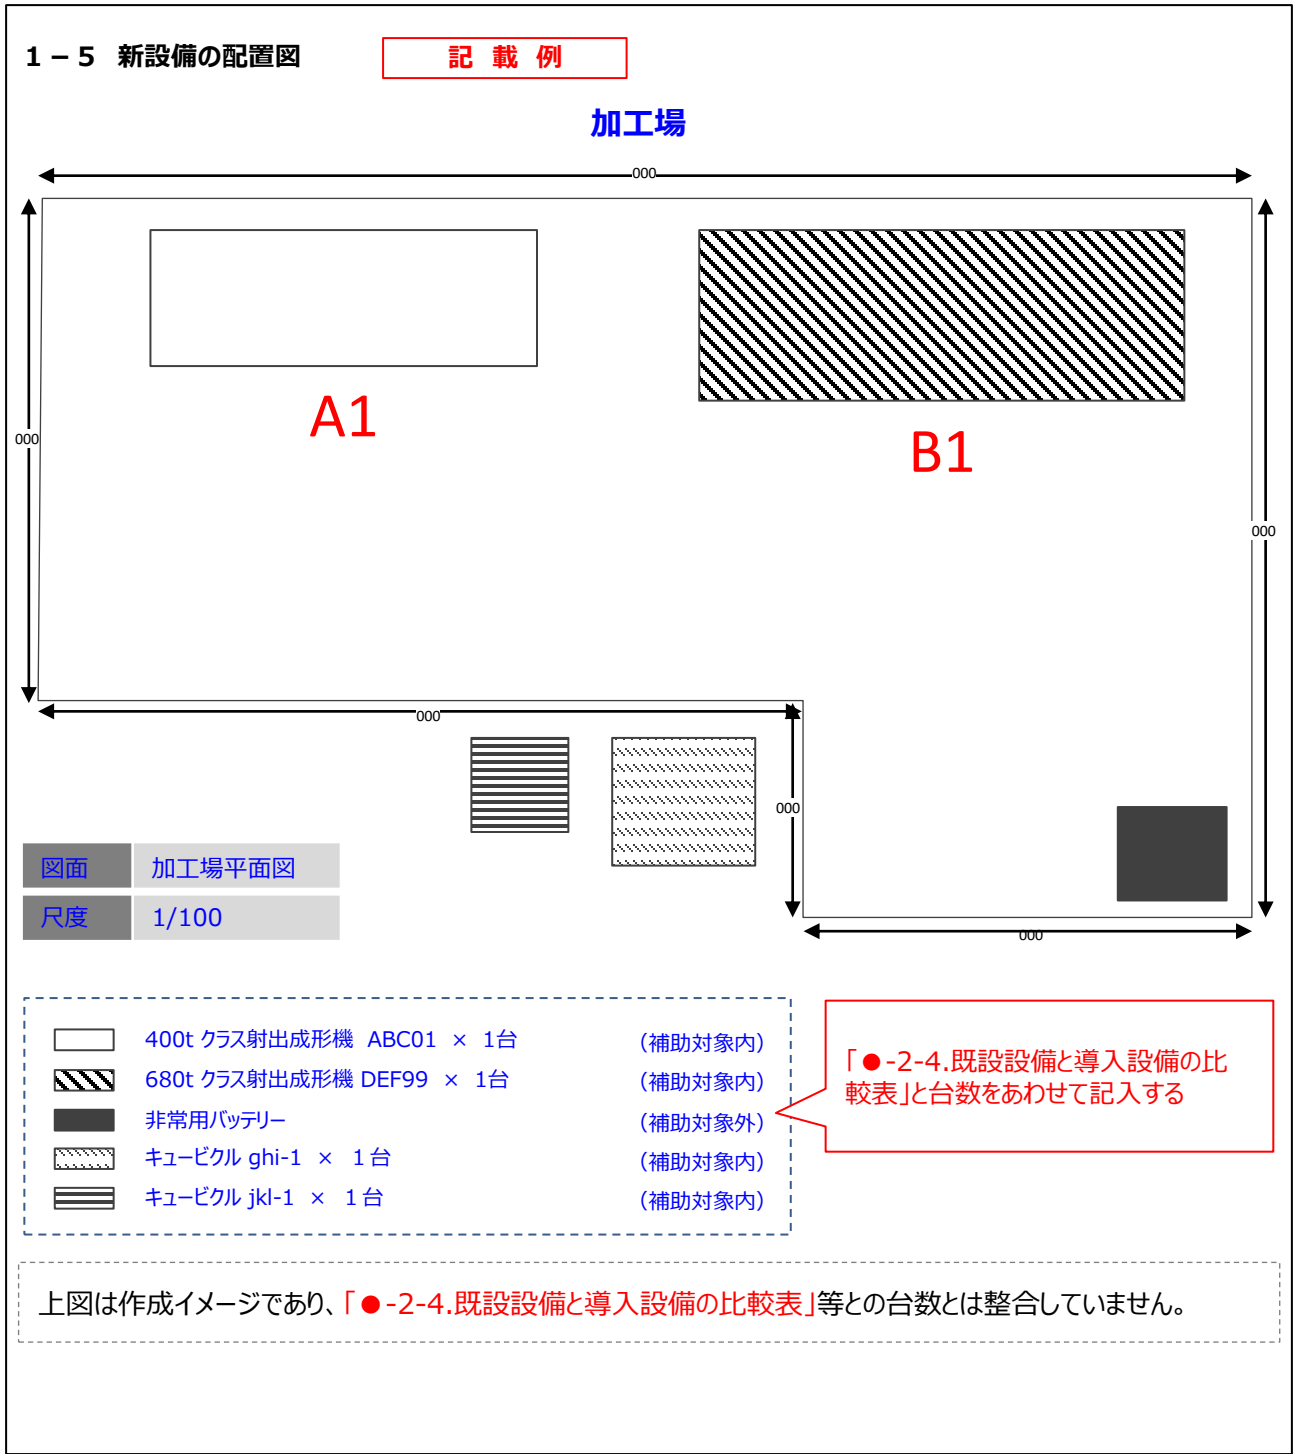 1－5 新設備の配置図
記 載 例
加工場
000
A1
B1
000
000
000
000
000
図面 加工場平面図
尺度 1/100
400t クラス射出成形機 ABC01 × 1台 (補助対象内)
680t クラス射出成形機 DEF99 × 1台 (補助対象内)
非常用バッテリー (補助対象外)
キュービクル ghi-1 × 1台 (補助対象内)
キュービクル jkl-1 × 1台 (補助対象内)
「●-2-4.既設設備と導入設備の比
較表」と台数をあわせて記入する
上図は作成イメージであり、「●-2-4.既設設備と導入設備の比較表」等との台数とは整合していません。